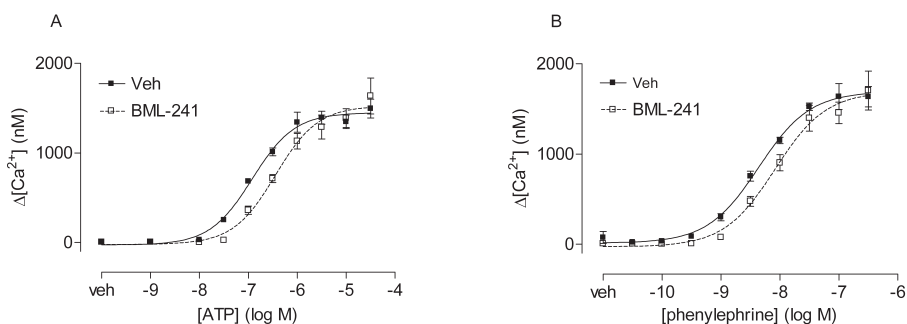 A
2000
1000
0
Δ[Ca2+] (nM)
Veh
BML-241
veh -9 -8 -7 -6 -5 -4
[ATP] (log M)
B
2000
1000
0
Δ[Ca2+] (nM)
Veh
BML-241
veh -10 -9 -8 -7 -6
[phenylephrine] (log M)